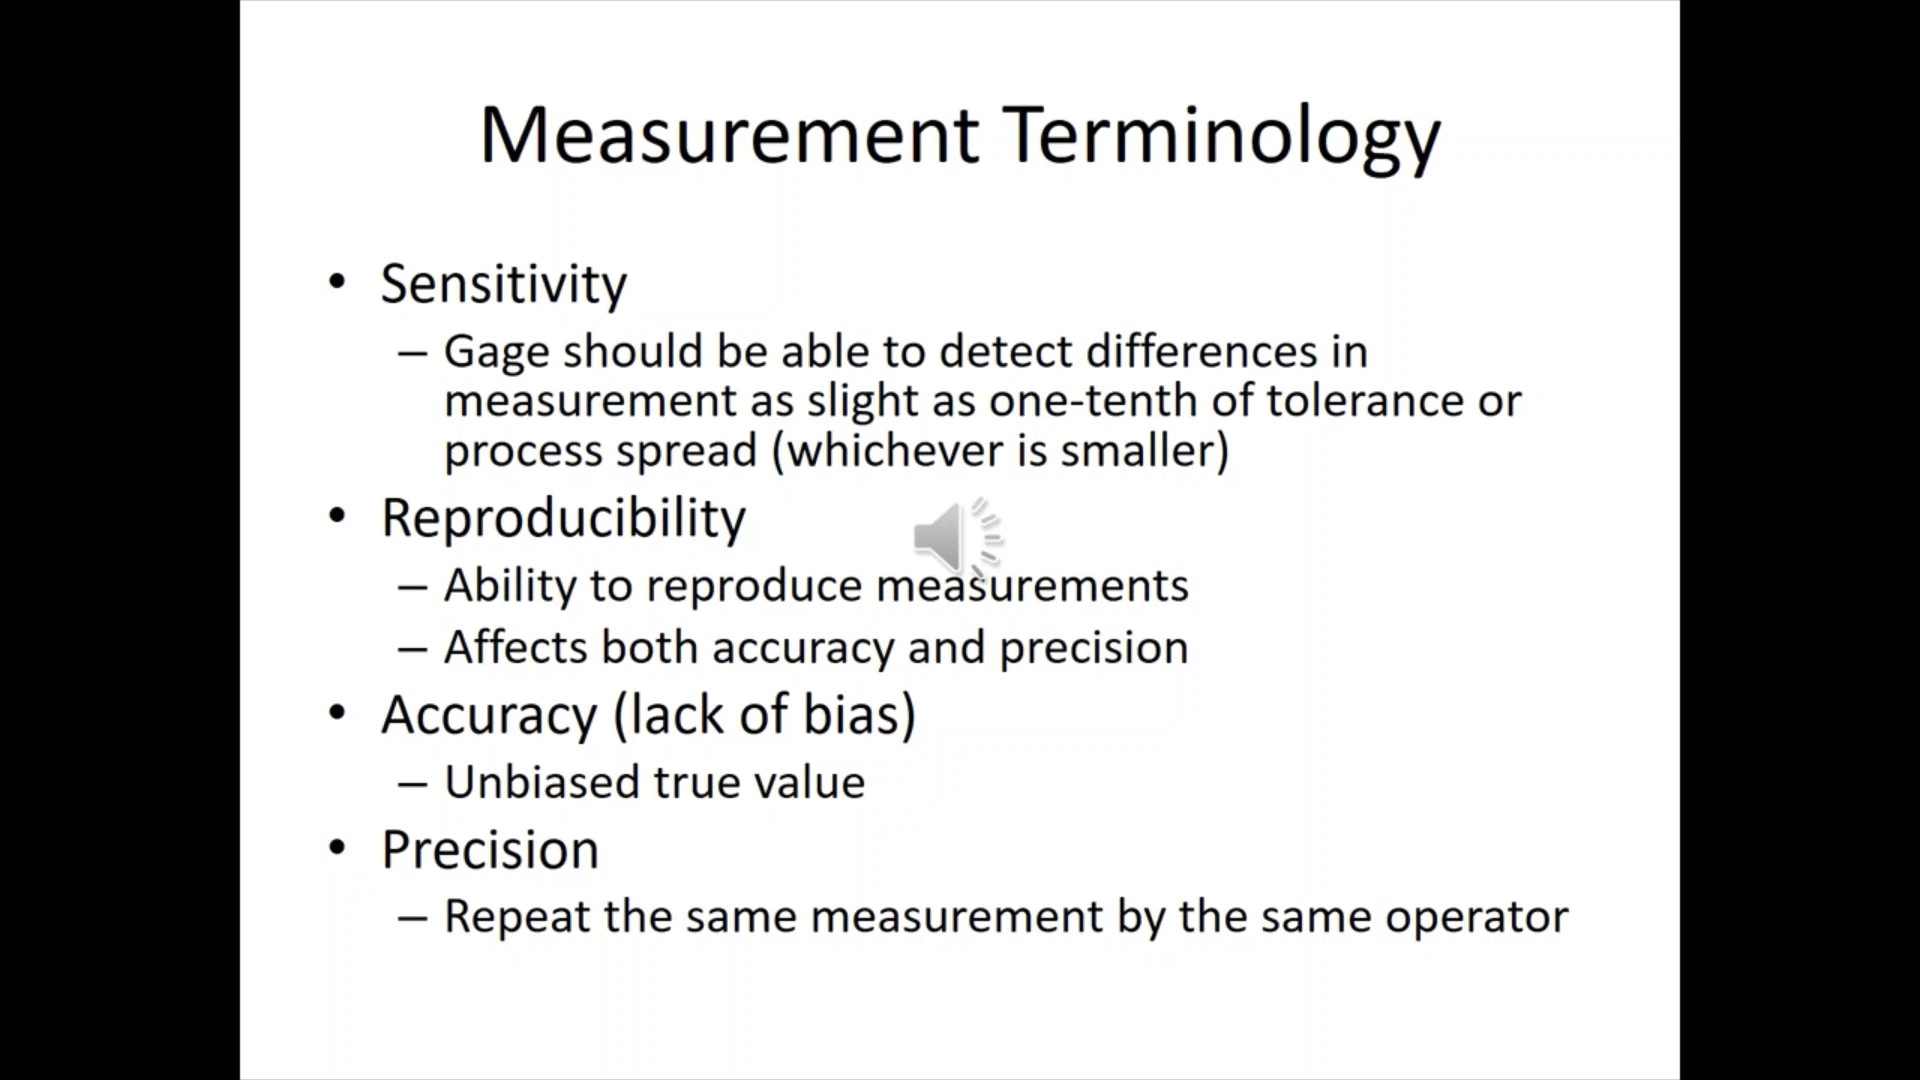 Measurement Terminology
• Sensitivity
– Gage should be able to detect differences in
measurement as slight as one-tenth of tolerance or
process spread (whichever is smaller)
• Reproducibility
– Ability to reproduce measurements
– Affects both accuracy and precision
• Accuracy (lack of bias)
– Unbiased true value
• Precision
– Repeat the same measurement by the same operator